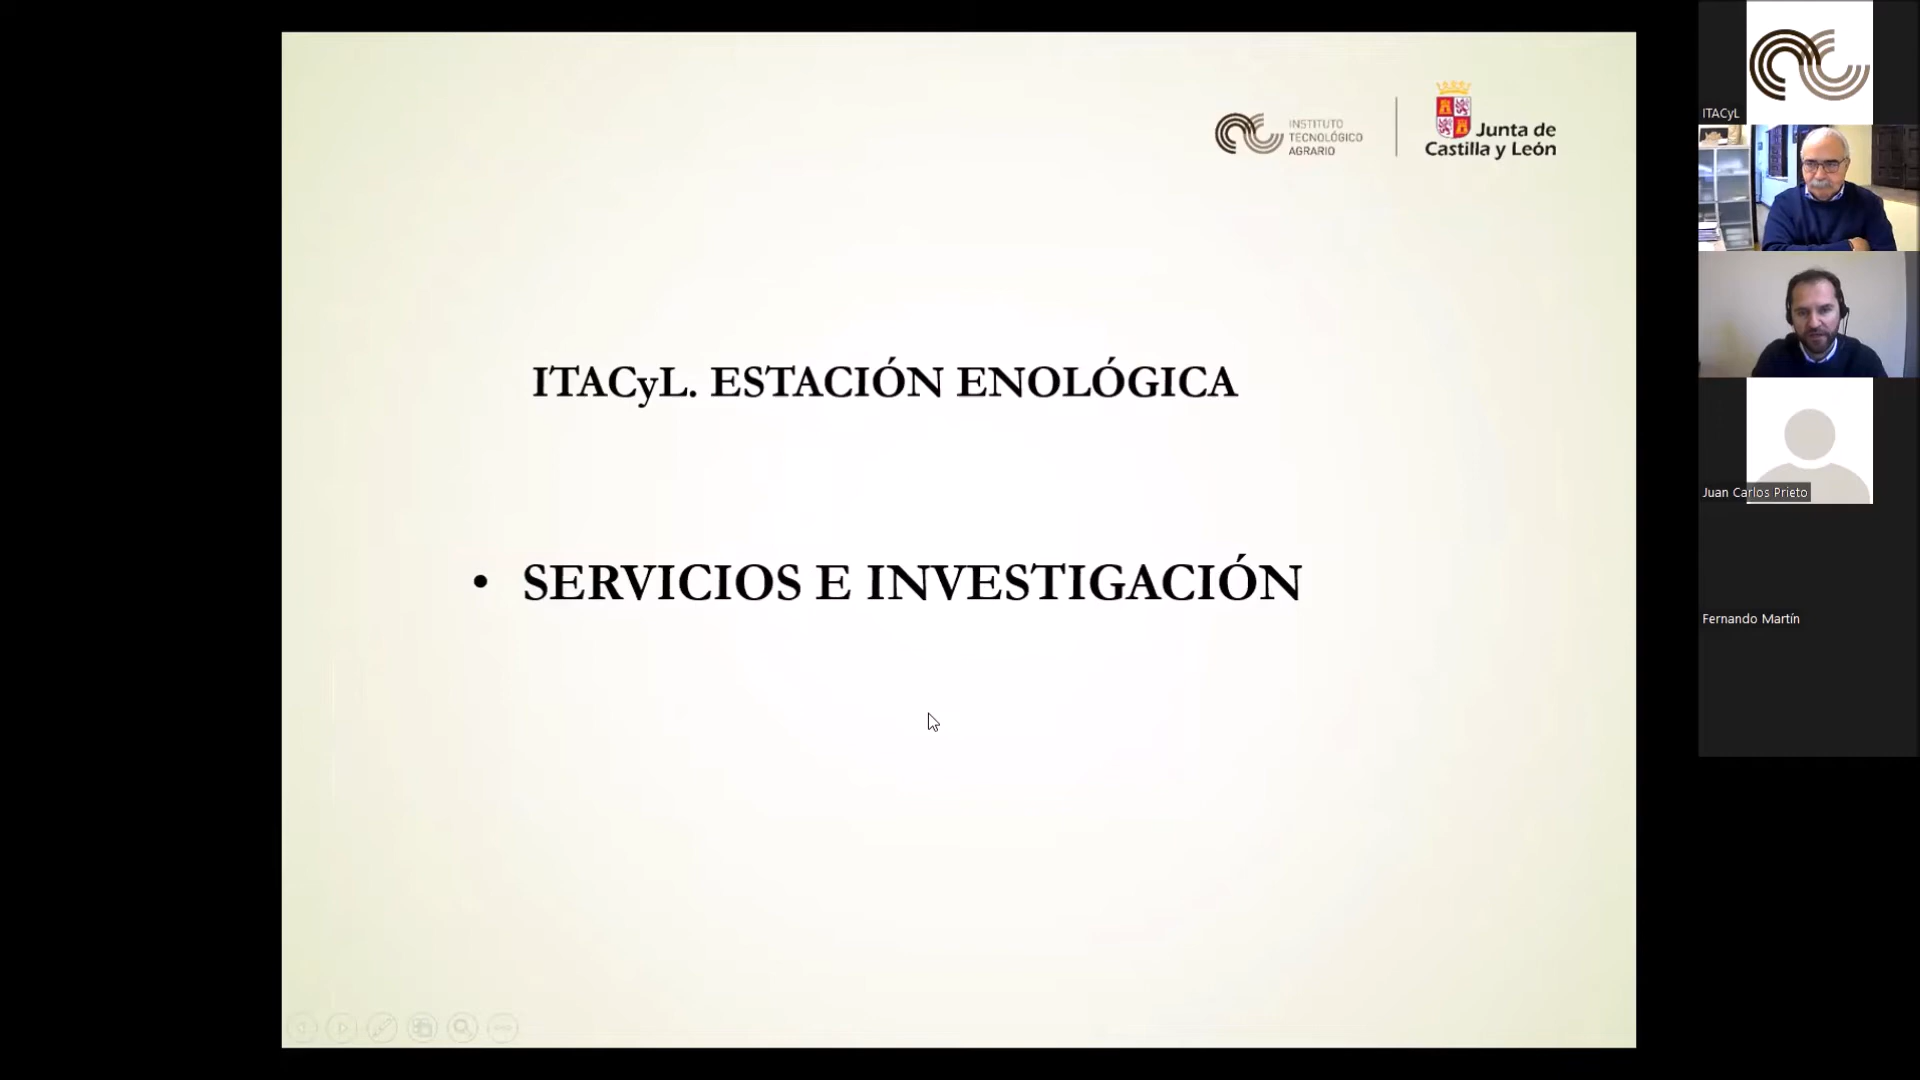 INSTITUTO
TECNOLÓGICO
AGRARIO
Junta de
Castilla y León
ITACyL. ESTACIÓN ENOLÓGICA
• SERVICIOS E INVESTIGACIÓN
ITACyL
Juan Carlos Prieto
Fernando Martín